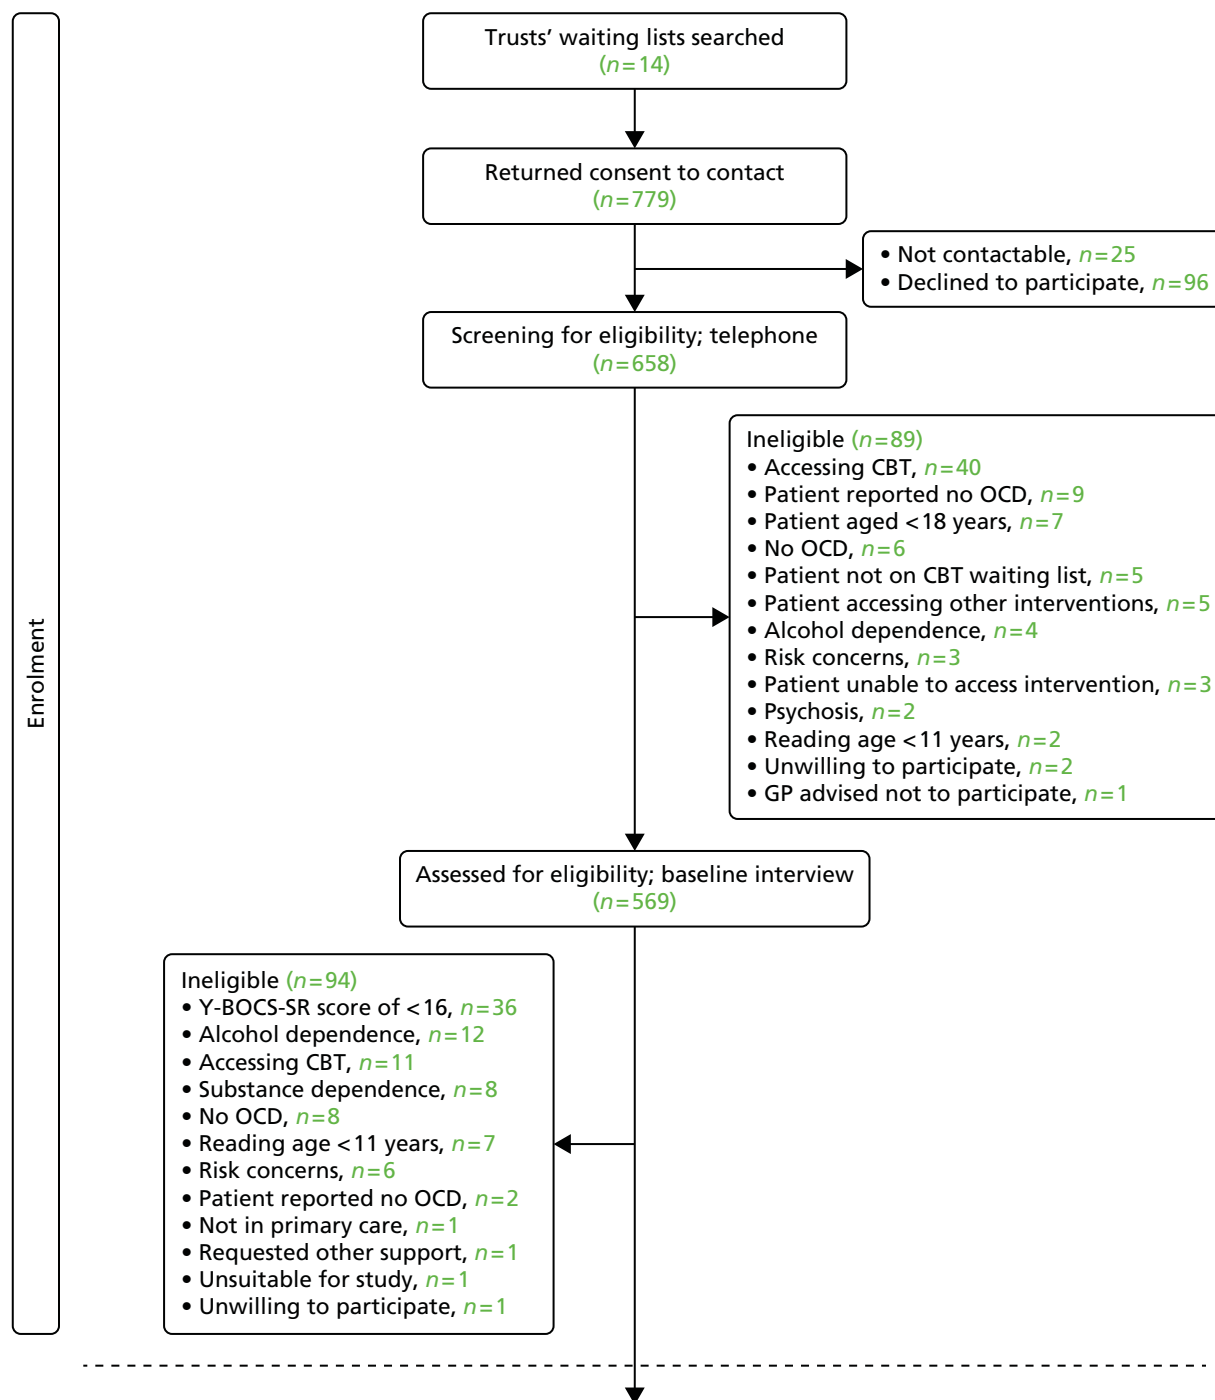 Enrolment
Trusts’ waiting lists searched
(n=14)
Returned consent to contact
(n=779)
• Not contactable, n=25
• Declined to participate, n=96
Screening for eligibility; telephone
(n=658)
Ineligible (n=89)
• Accessing CBT, n=40
• Patient reported no OCD, n=9
• Patient aged <18 years, n=7
• No OCD, n=6
• Patient not on CBT waiting list, n=5
• Patient accessing other interventions, n=5
• Alcohol dependence, n=4
• Risk concerns, n=3
• Patient unable to access intervention, n=3
• Psychosis, n=2
• Reading age <11 years, n=2
• Unwilling to participate, n=2
• GP advised not to participate, n=1
Assessed for eligibility; baseline interview
(n=569)
Ineligible (n=94)
• Y-BOCS-SR score of <16, n=36
• Alcohol dependence, n=12
• Accessing CBT, n=11
• Substance dependence, n=8
• No OCD, n=8
• Reading age <11 years, n=7
• Risk concerns, n=6
• Patient reported no OCD, n=2
• Not in primary care, n=1
• Requested other support, n=1
• Unsuitable for study, n=1
• Unwilling to participate, n=1